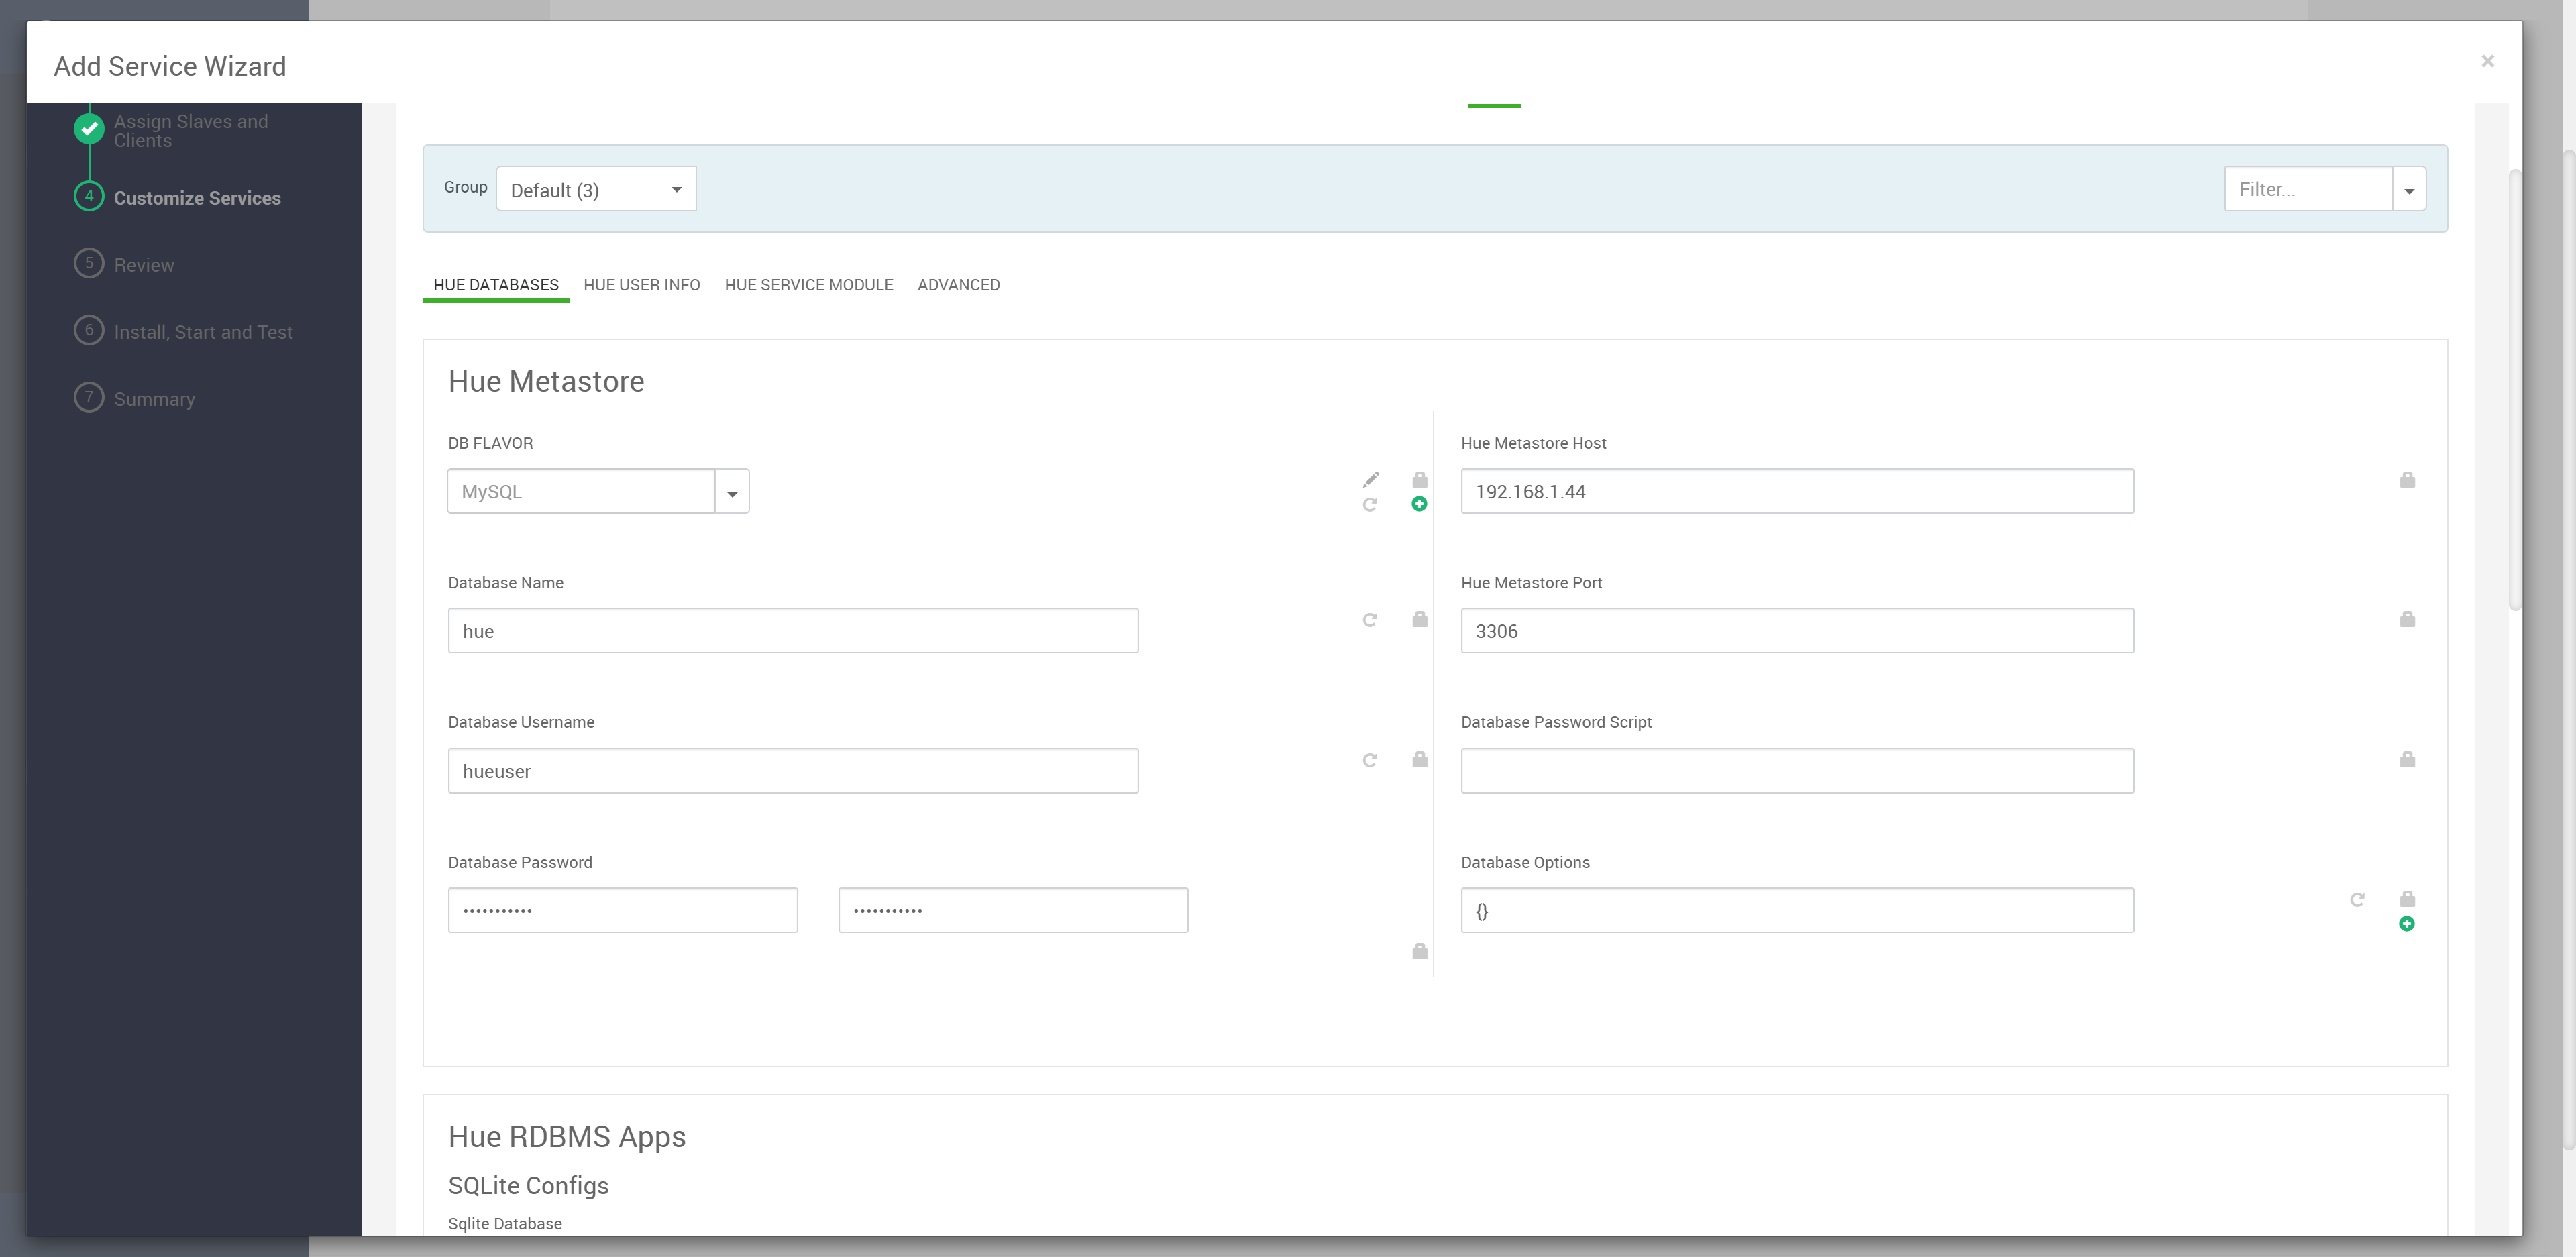 Add Service Wizard
×
Assign Slaves and
Clients
4 Customize Services
5 Review
6 Install, Start and Test
7 Summary
Group Default (3) Filter...
HUE DATABASES HUE USER INFO HUE SERVICE MODULE ADVANCED
Hue Metastore
DB FLAVOR
MySQL
Database Name
hue
Database Username
hueuser
Database Password
••••••••••• •••••••••••
Hue Metastore Host
192.168.1.44
Hue Metastore Port
3306
Database Password Script
Database Options
{}
Hue RDBMS Apps
SQLite Configs
Sqlite Database